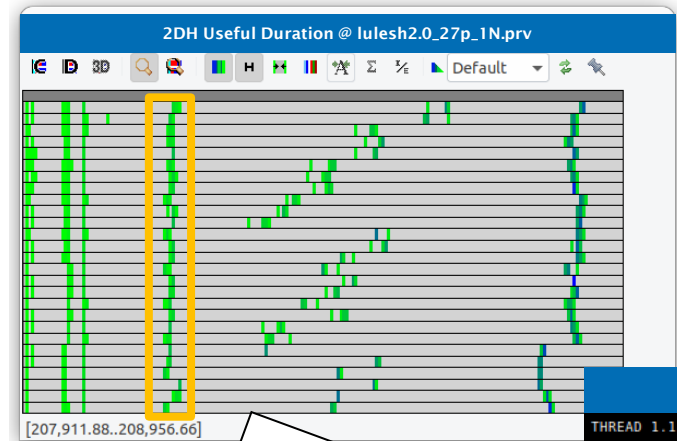 2DH Useful Duration @ lulesh2.0_27p_1N.prv
3D
H
Σ
Default
[207,911.88..208,956.66]
THREAD 1.1